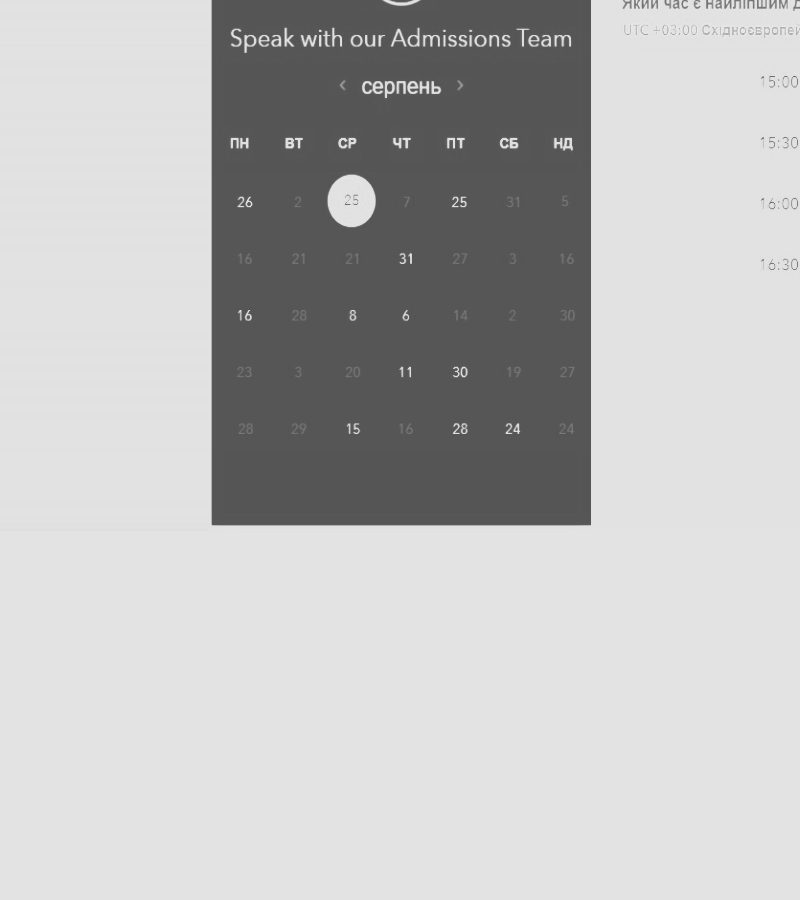 Speak with our Admissions Team
‹ серпень ›
ПН ВТ СР ЧТ ПТ СБ НД
26 2 25 7 25 31 5
16 21 21 31 27 3 16
16 28 8 6 14 2 30
23 3 20 11 30 19 27
28 29 15 16 28 24 24
Який час є найліпшим д
UTC +03:00 Східноєвропей
15:00
15:30
16:00
16:30